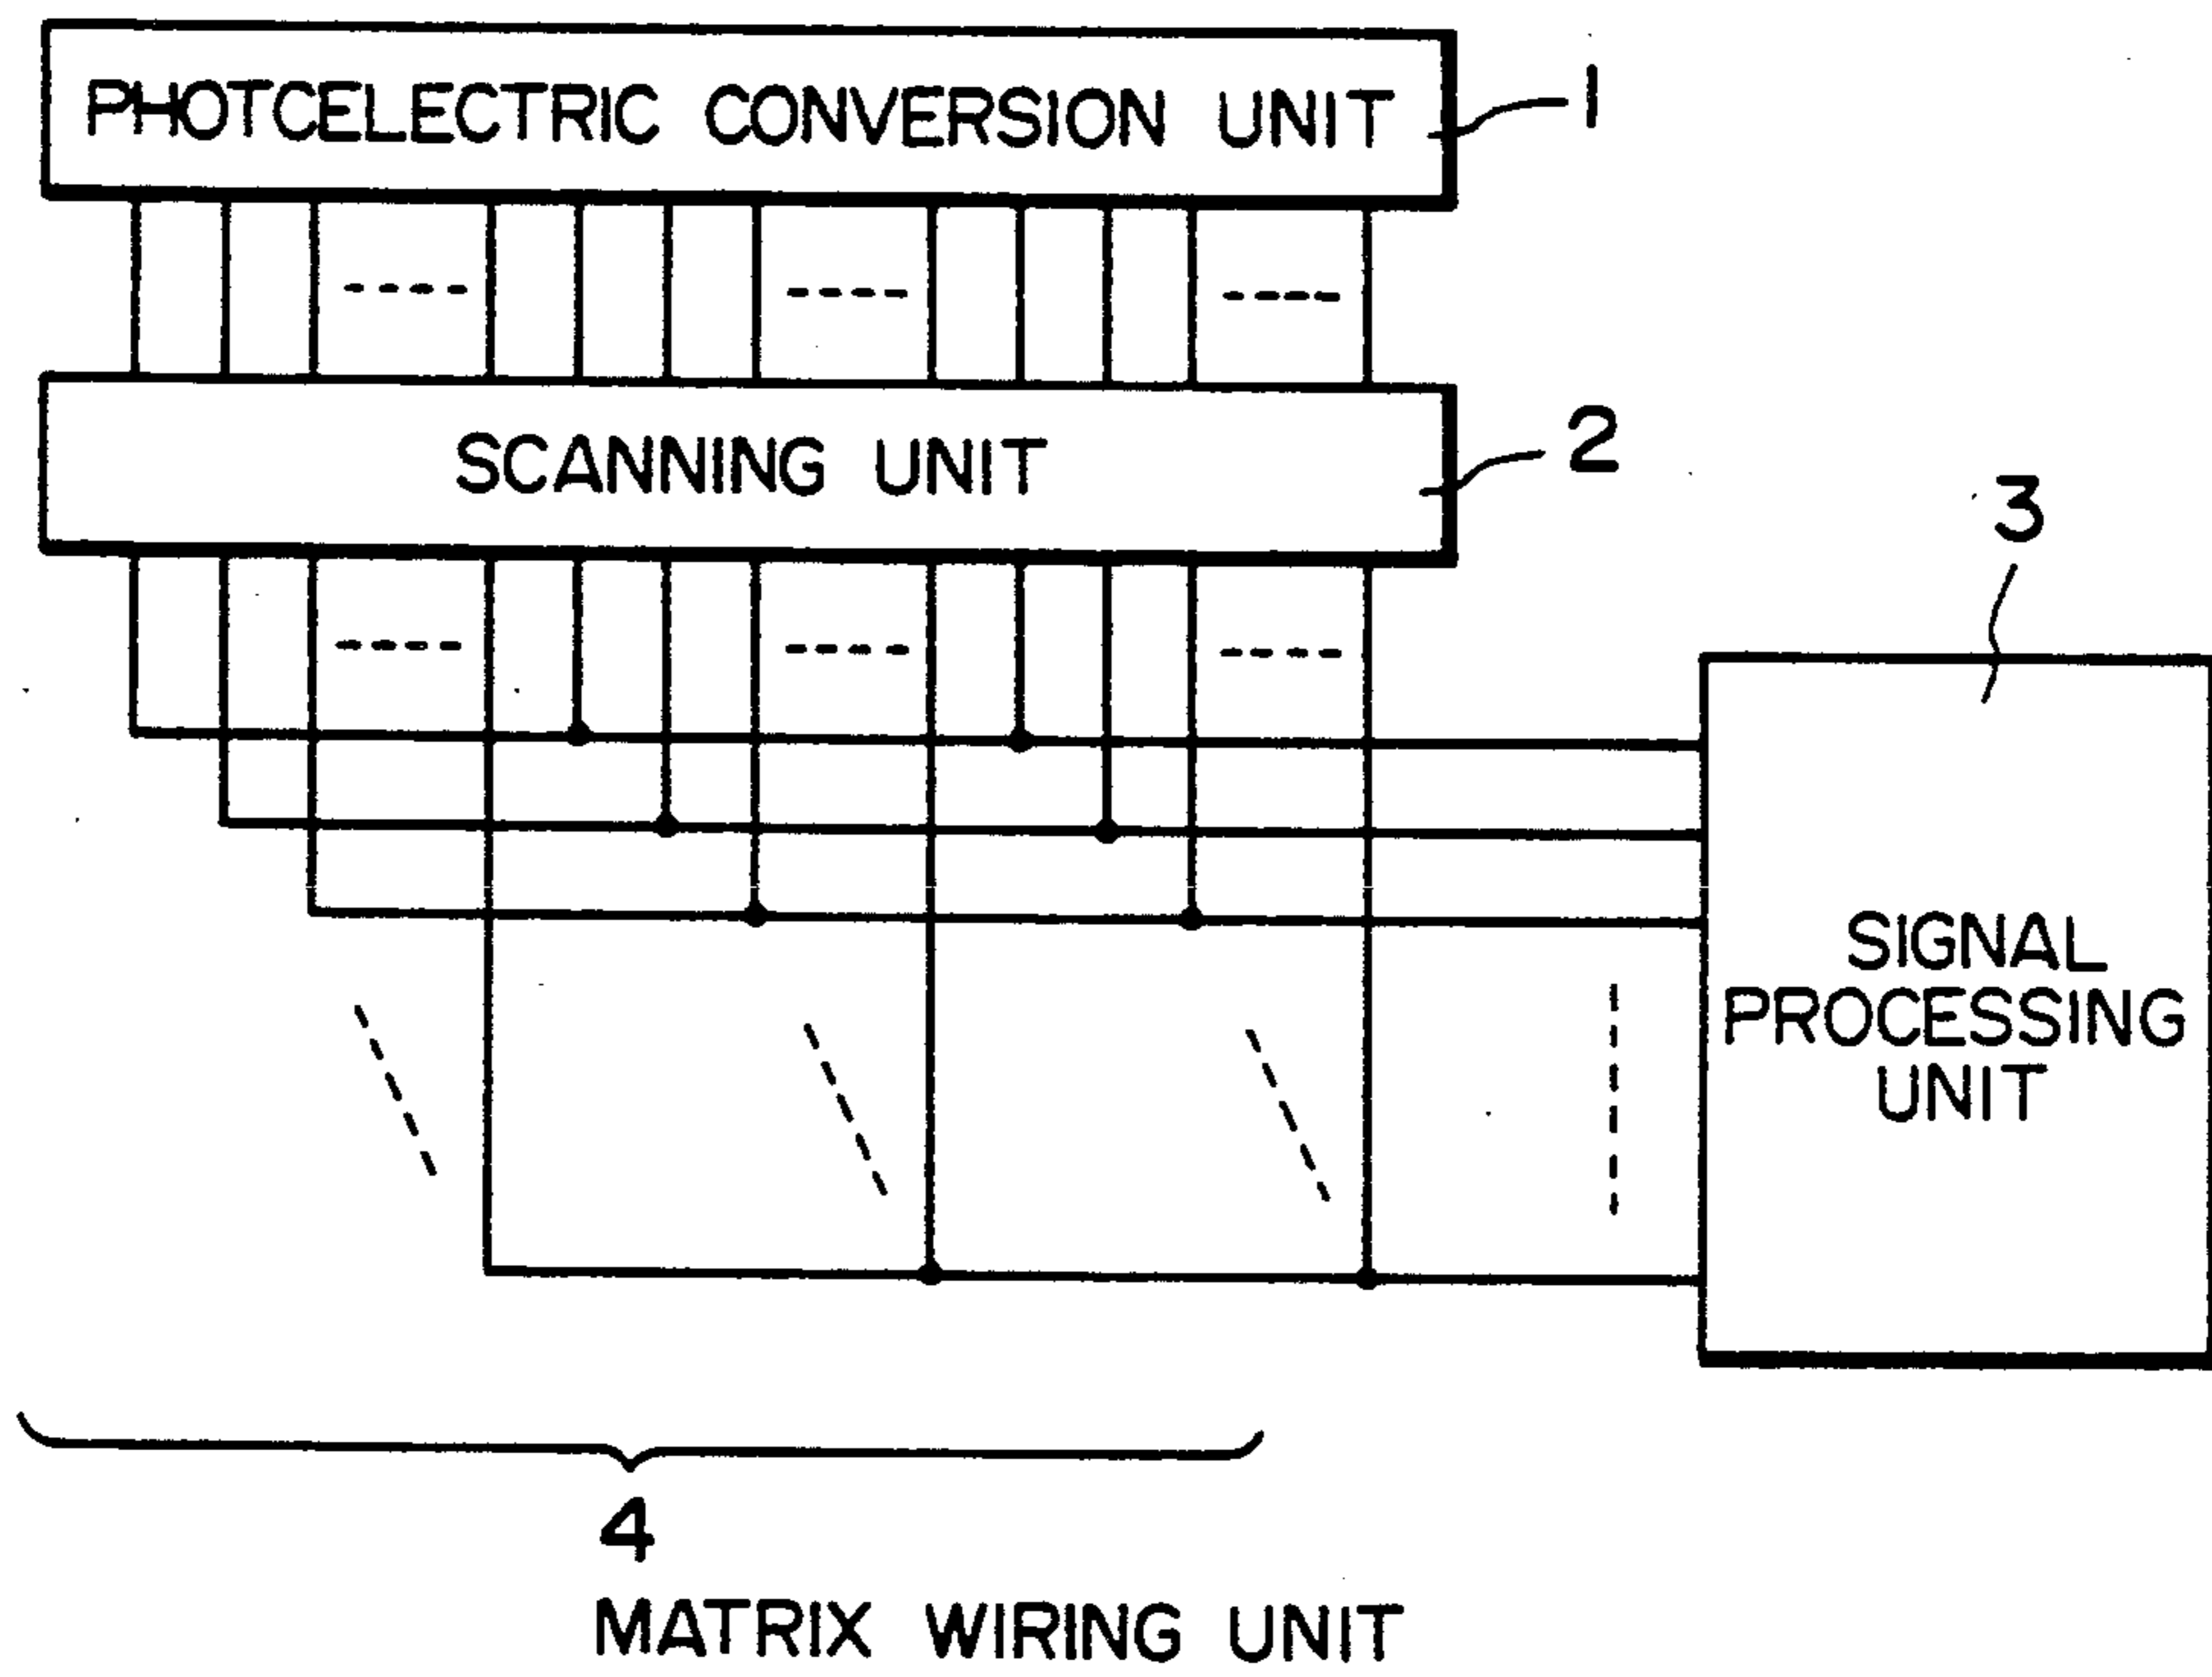 PHOTCELECTRIC CONVERSION UNIT
1
SCANNING UNIT
2
3
SIGNAL
PROCESSING
UNIT
4
MATRIX WIRING UNIT